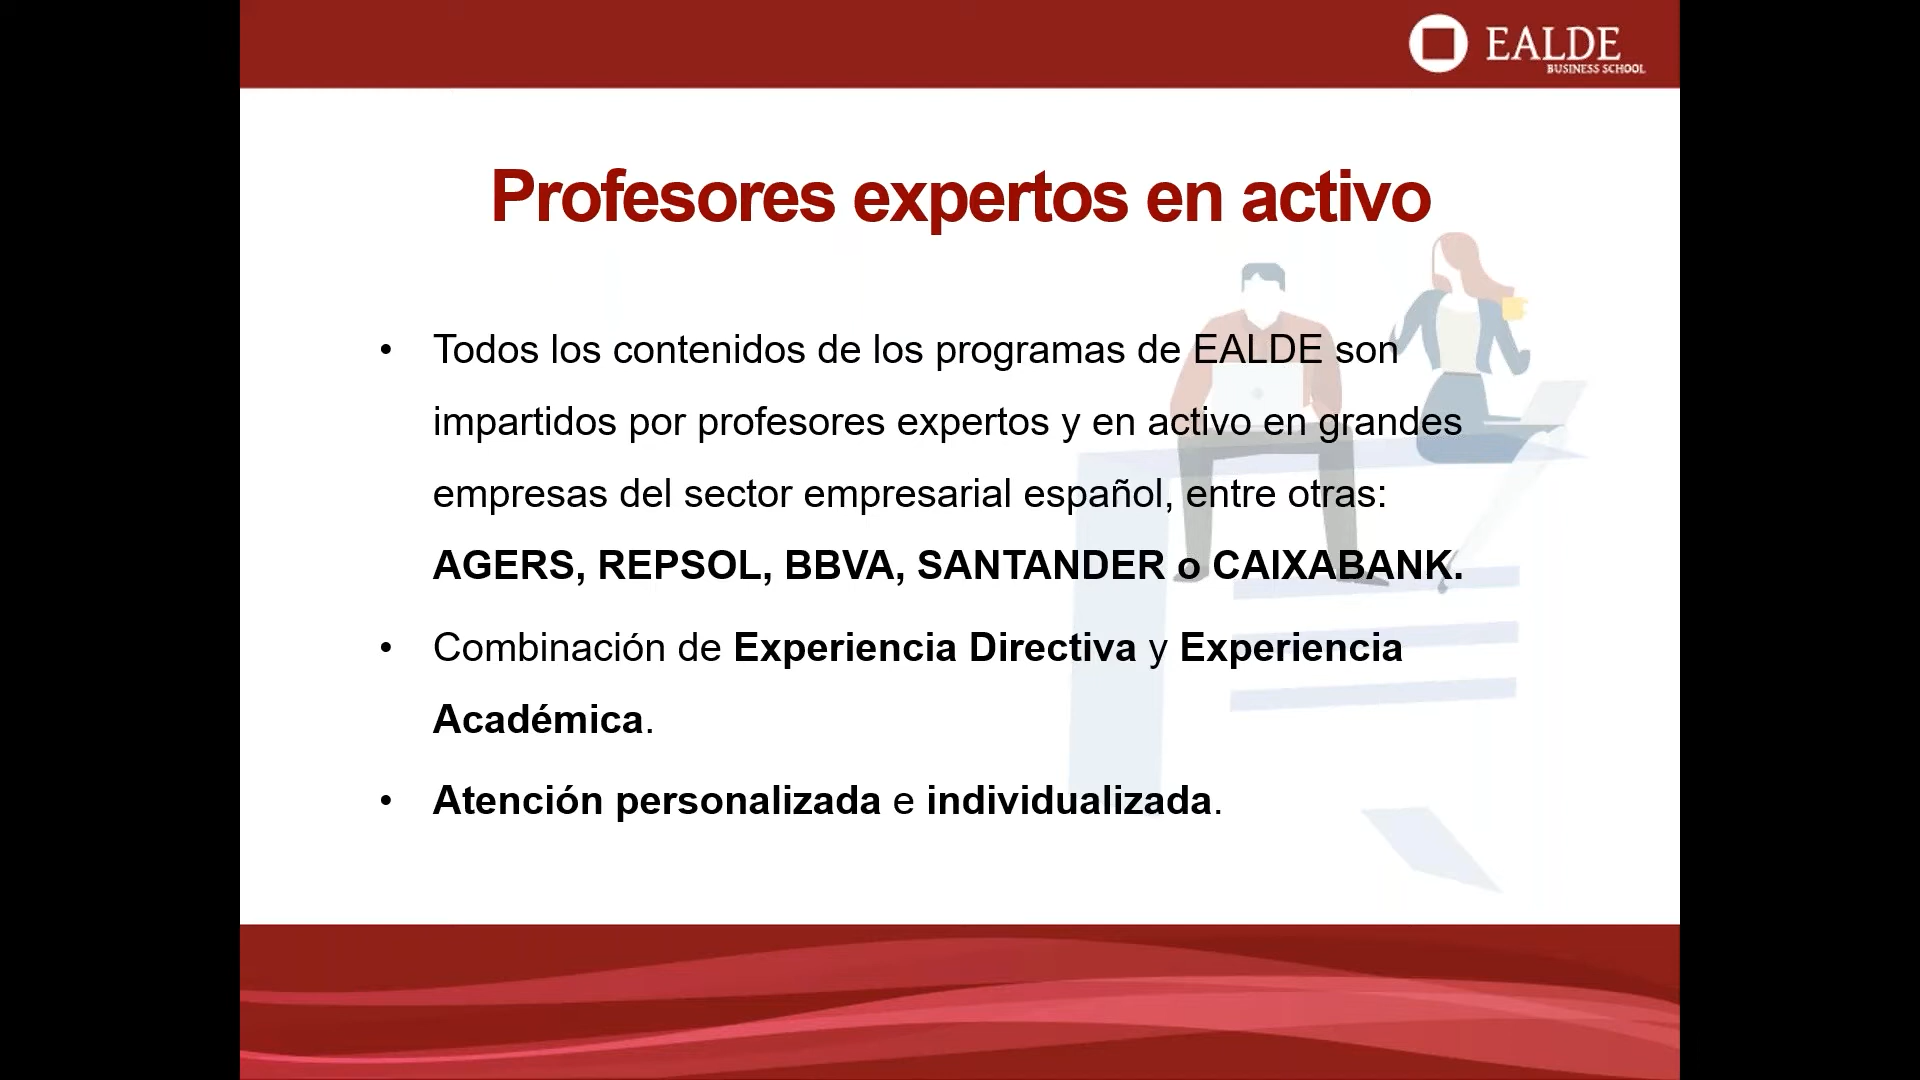 EALDE
BUSINESS SCHOOL
Profesores expertos en activo
• Todos los contenidos de los programas de EALDE son
impartidos por profesores expertos y en activo en grandes
empresas del sector empresarial español, entre otras:
AGERS, REPSOL, BBVA, SANTANDER o CAIXABANK.
• Combinación de Experiencia Directiva y Experiencia
Académica.
• Atención personalizada e individualizada.